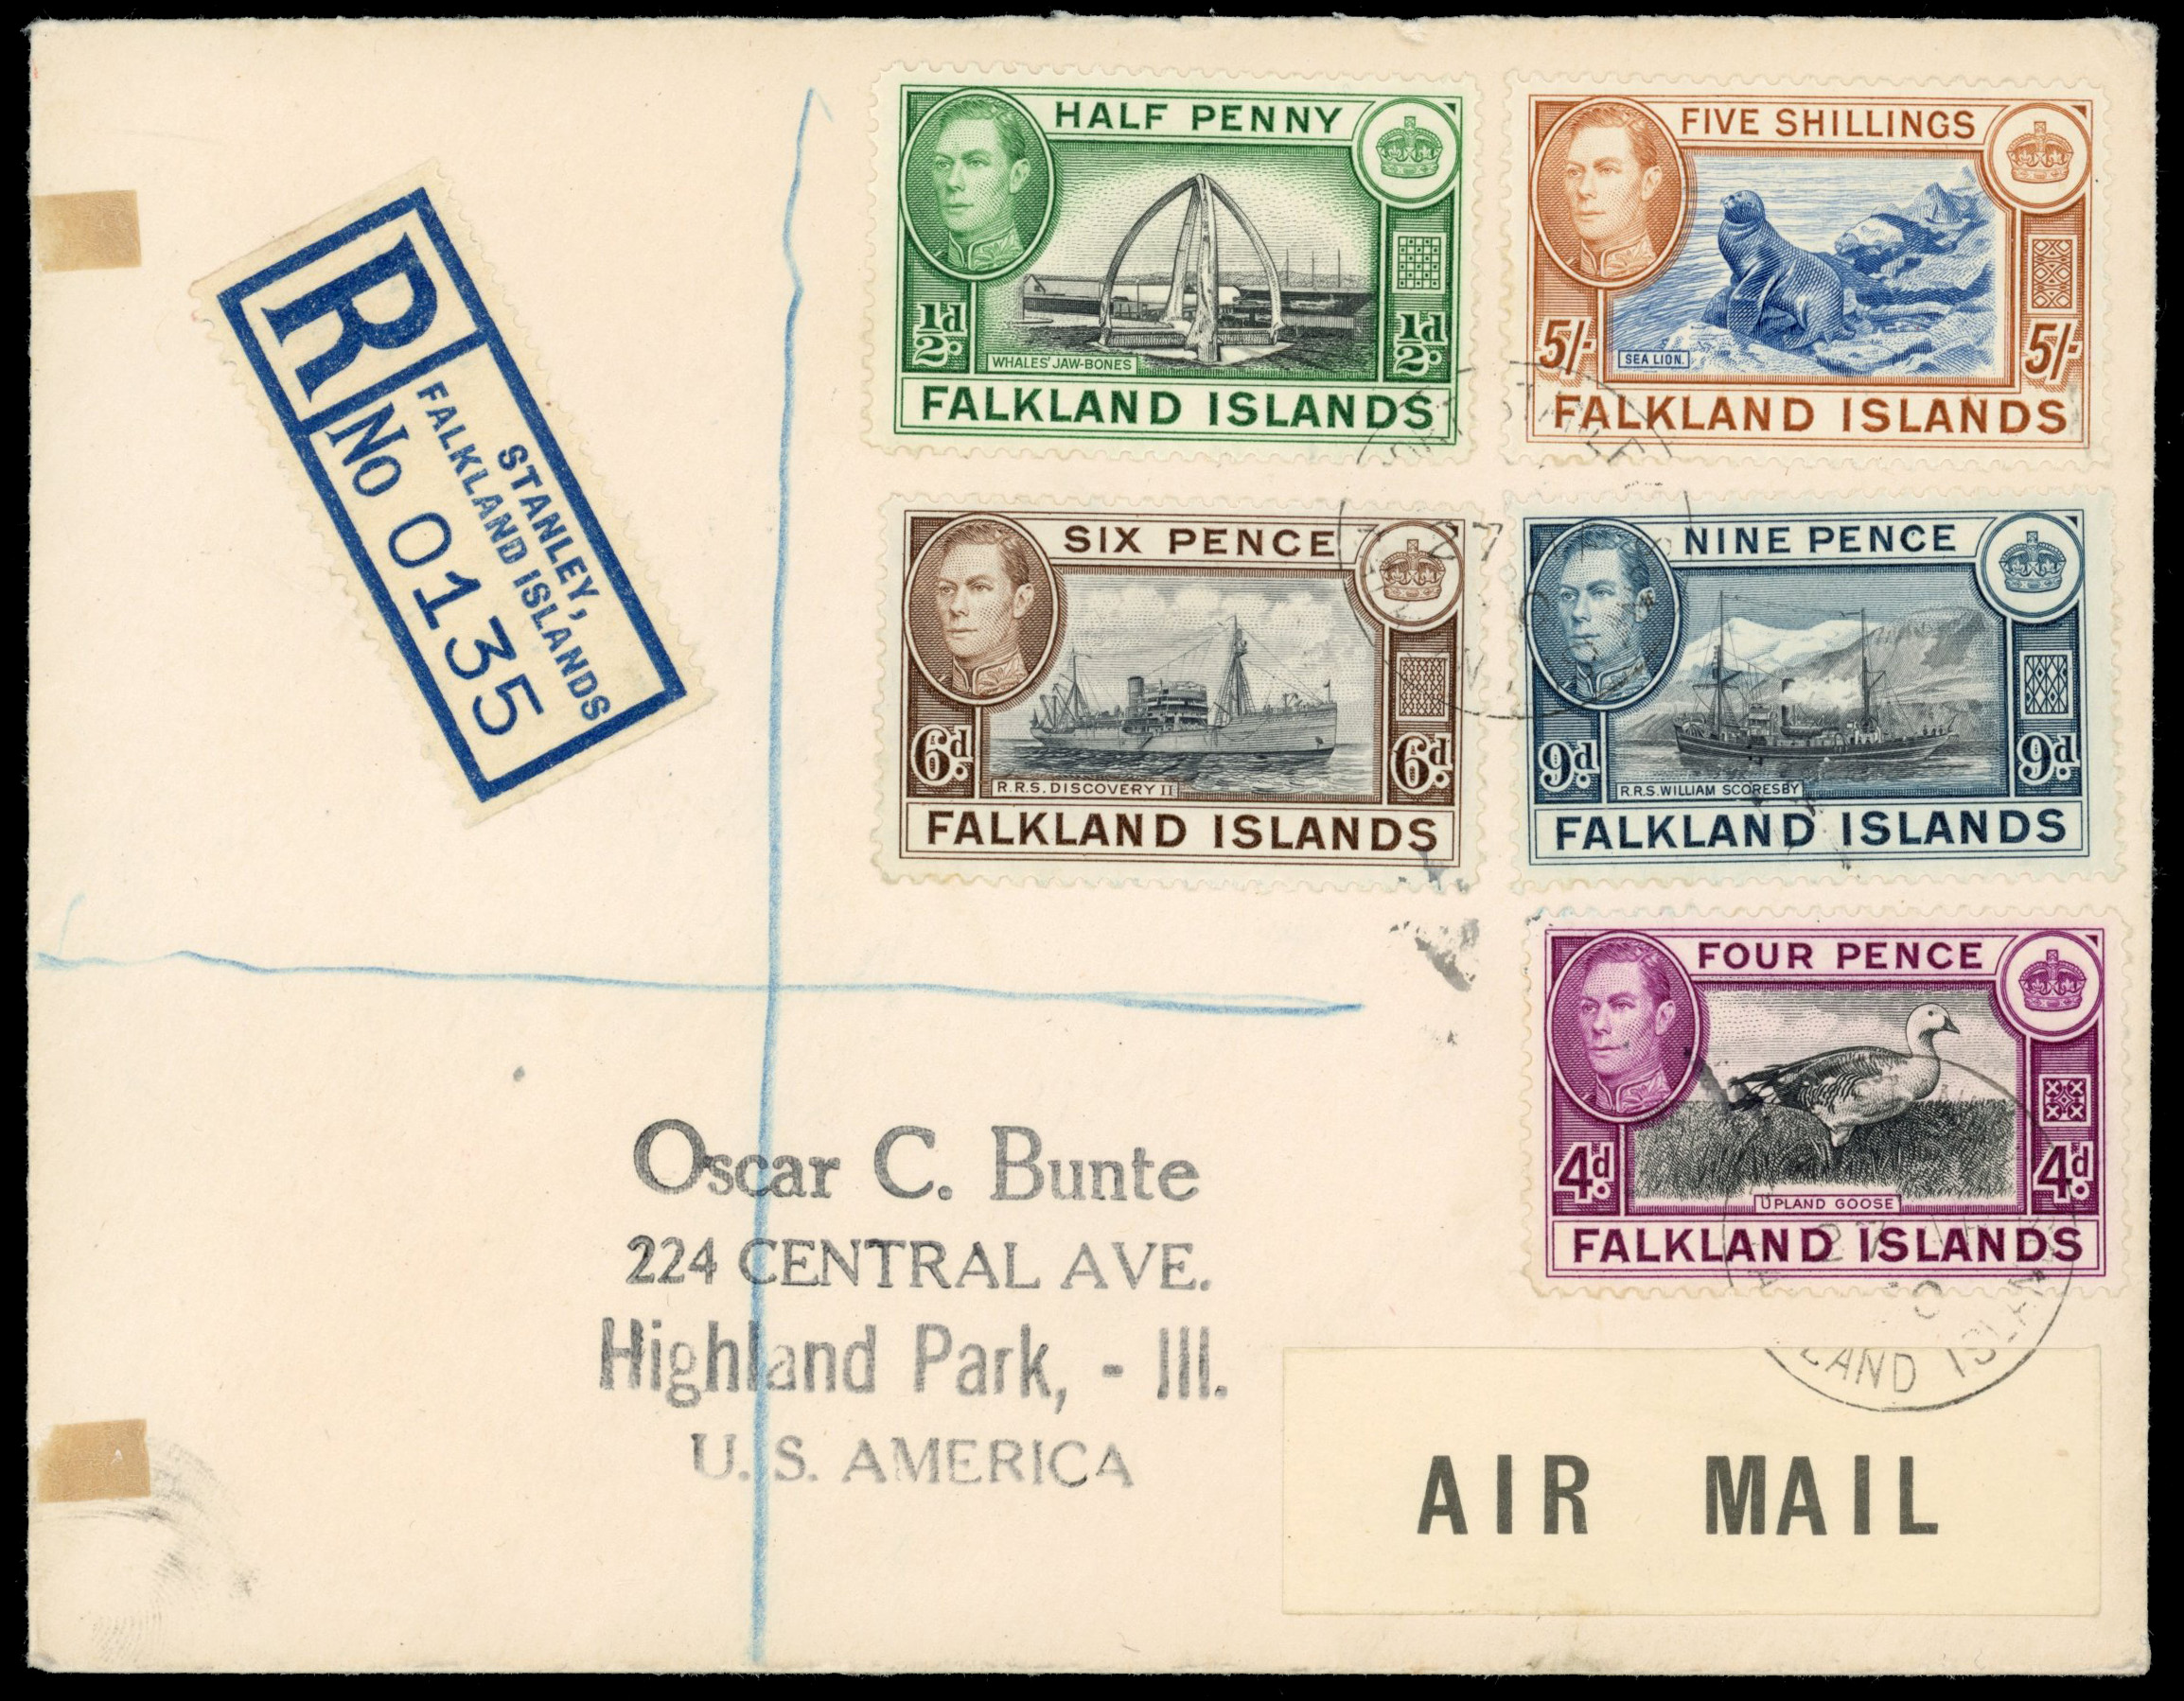 R
No 0135
STANLEY,
FALKLAND ISLANDS
HALF PENNY
½d
½d
WHALES' JAW-BONES
FALKLAND ISLANDS
FIVE SHILLINGS
5/-
5/-
SEA LION.
FALKLAND ISLANDS
SIX PENCE
6d
6d
R.R.S. DISCOVERY II
FALKLAND ISLANDS
27
NINE PENCE
9d
9d
R.R.S. WILLIAM SCORESBY
FALKLAND ISLANDS
FOUR PENCE
4d
4d
UPLAND GOOSE
FALKLAND ISLANDS
27
Oscar C. Bunte
224 CENTRAL AVE.
Highland Park, - Ill.
U. S. AMERICA
AIR MAIL